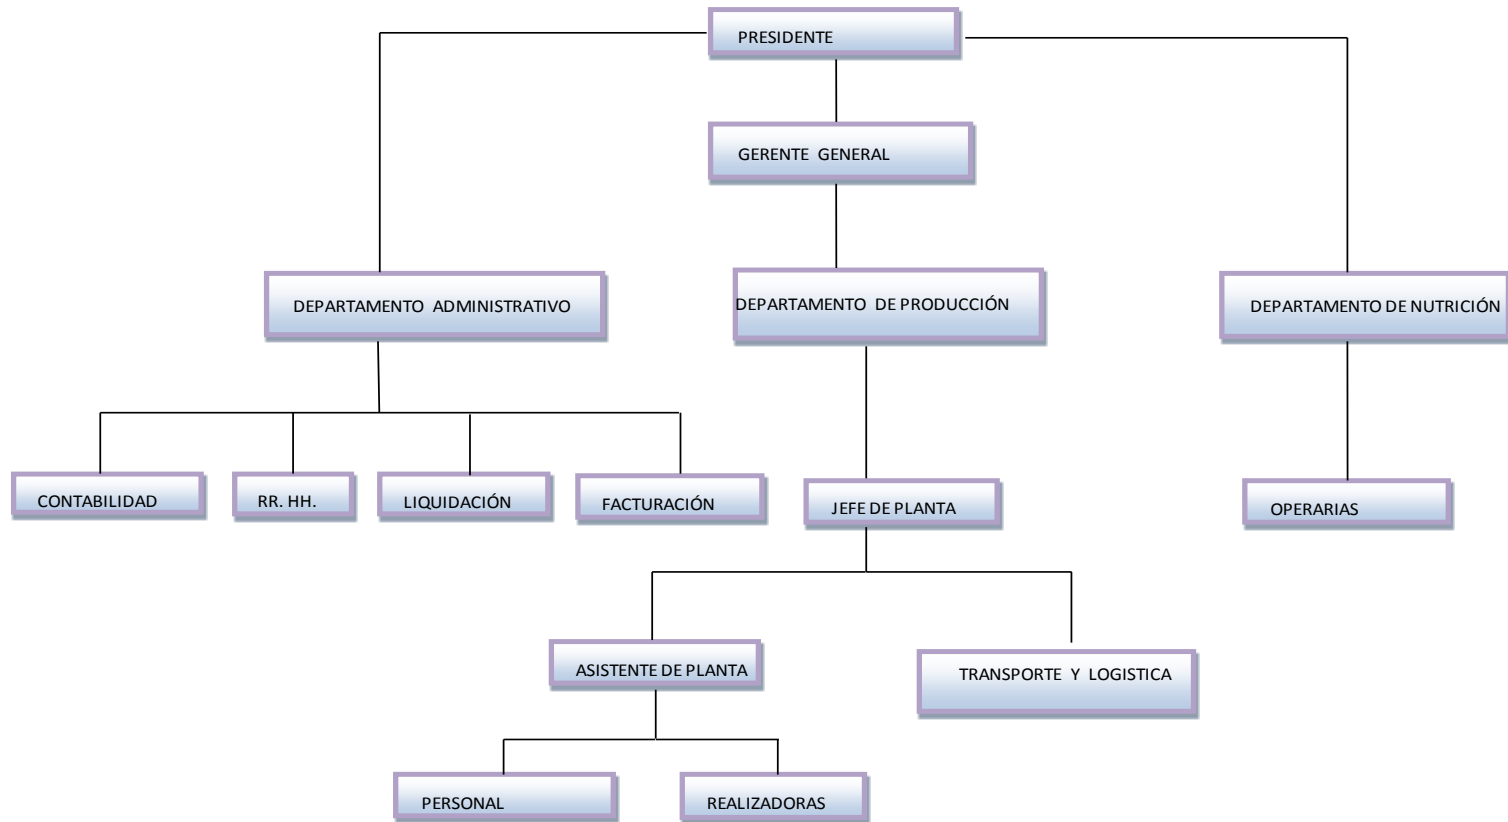 PRESIDENTE
GERENTE GENERAL
DEPARTAMENTO ADMINISTRATIVO
DEPARTAMENTO DE PRODUCCIÓN
DEPARTAMENTO DE NUTRICIÓN
CONTABILIDAD
RR. HH.
LIQUIDACIÓN
FACTURACIÓN
JEFE DE PLANTA
OPERARIAS
ASISTENTE DE PLANTA
TRANSPORTE Y LOGISTICA
PERSONAL
REALIZADORAS